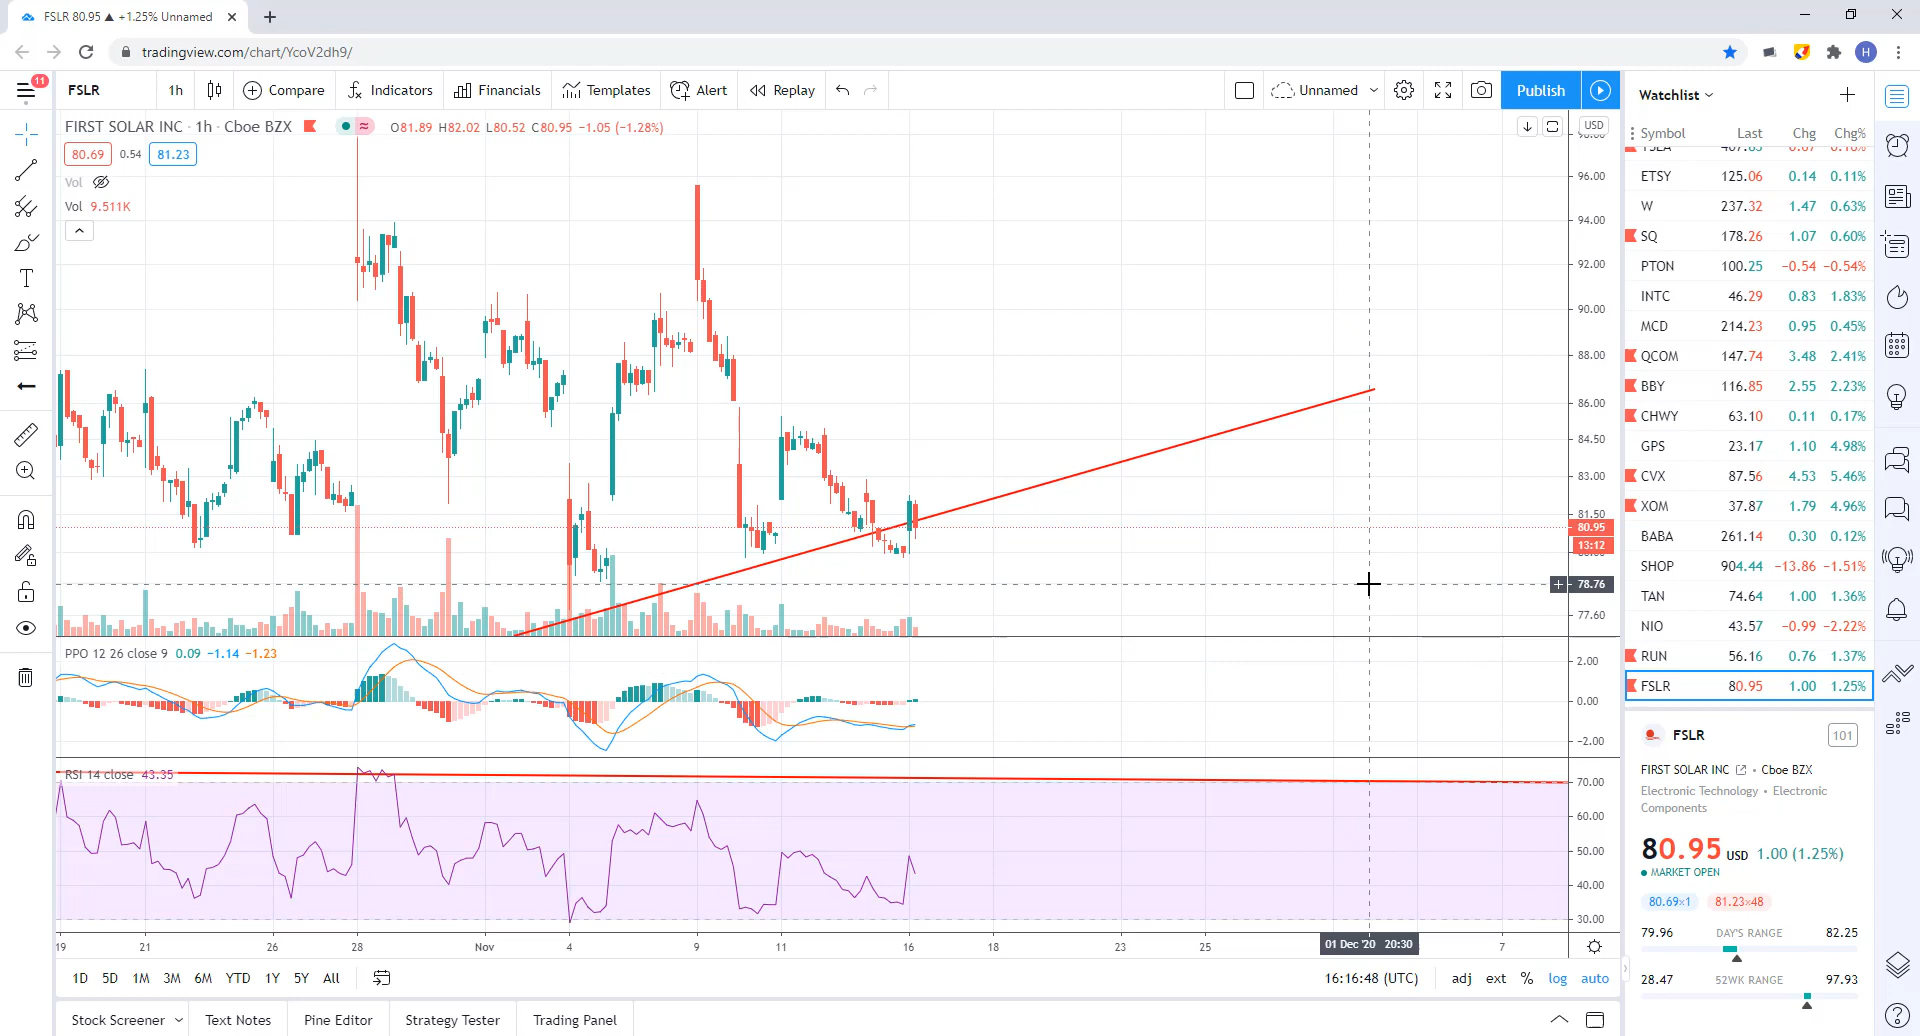 FSLR 80.95 ▲ +1.25% Unnamed
tradingview.com/chart/YcoV2dh9/
H
11
FSLR
1h
Compare
Indicators
Financials
Templates
Alert
Replay
Unnamed
Publish
FIRST SOLAR INC · 1h · Cboe BZX
O81.89 H82.02 L80.52 C80.95 −1.05 (−1.28%)
80.69 0.54 81.23
Vol
Vol 9.511K
USD
96.00
94.00
92.00
90.00
88.00
86.00
84.50
83.00
81.50
80.95
13:12
78.76
77.60
PPO 12 26 close 9 0.09 −1.14 −1.23
2.00
0.00
−2.00
RSI 14 close 43.35
70.00
60.00
50.00
40.00
30.00
19 21 26 28 Nov 4 9 11 16 18 23 25 01 Dec '20 20:30 7
1D 5D 1M 3M 6M YTD 1Y 5Y All
16:16:48 (UTC) adj ext % log auto
Stock Screener Text Notes Pine Editor Strategy Tester Trading Panel
Watchlist
Symbol Last Chg Chg%
ETSY 125.06 0.14 0.11%
W 237.32 1.47 0.63%
SQ 178.26 1.07 0.60%
PTON 100.25 −0.54 −0.54%
INTC 46.29 0.83 1.83%
MCD 214.23 0.95 0.45%
QCOM 147.74 3.48 2.41%
BBY 116.85 2.55 2.23%
CHWY 63.10 0.11 0.17%
GPS 23.17 1.10 4.98%
CVX 87.56 4.53 5.46%
XOM 37.87 1.79 4.96%
BABA 261.14 0.30 0.12%
SHOP 904.44 −13.86 −1.51%
TAN 74.64 1.00 1.36%
NIO 43.57 −0.99 −2.22%
RUN 56.16 0.76 1.37%
FSLR 80.95 1.00 1.25%
FSLR
101
FIRST SOLAR INC • Cboe BZX
Electronic Technology • Electronic
Components
80.95 USD 1.00 (1.25%)
MARKET OPEN
80.69×1 81.23×48
79.96 DAY'S RANGE 82.25
28.47 52WK RANGE 97.93